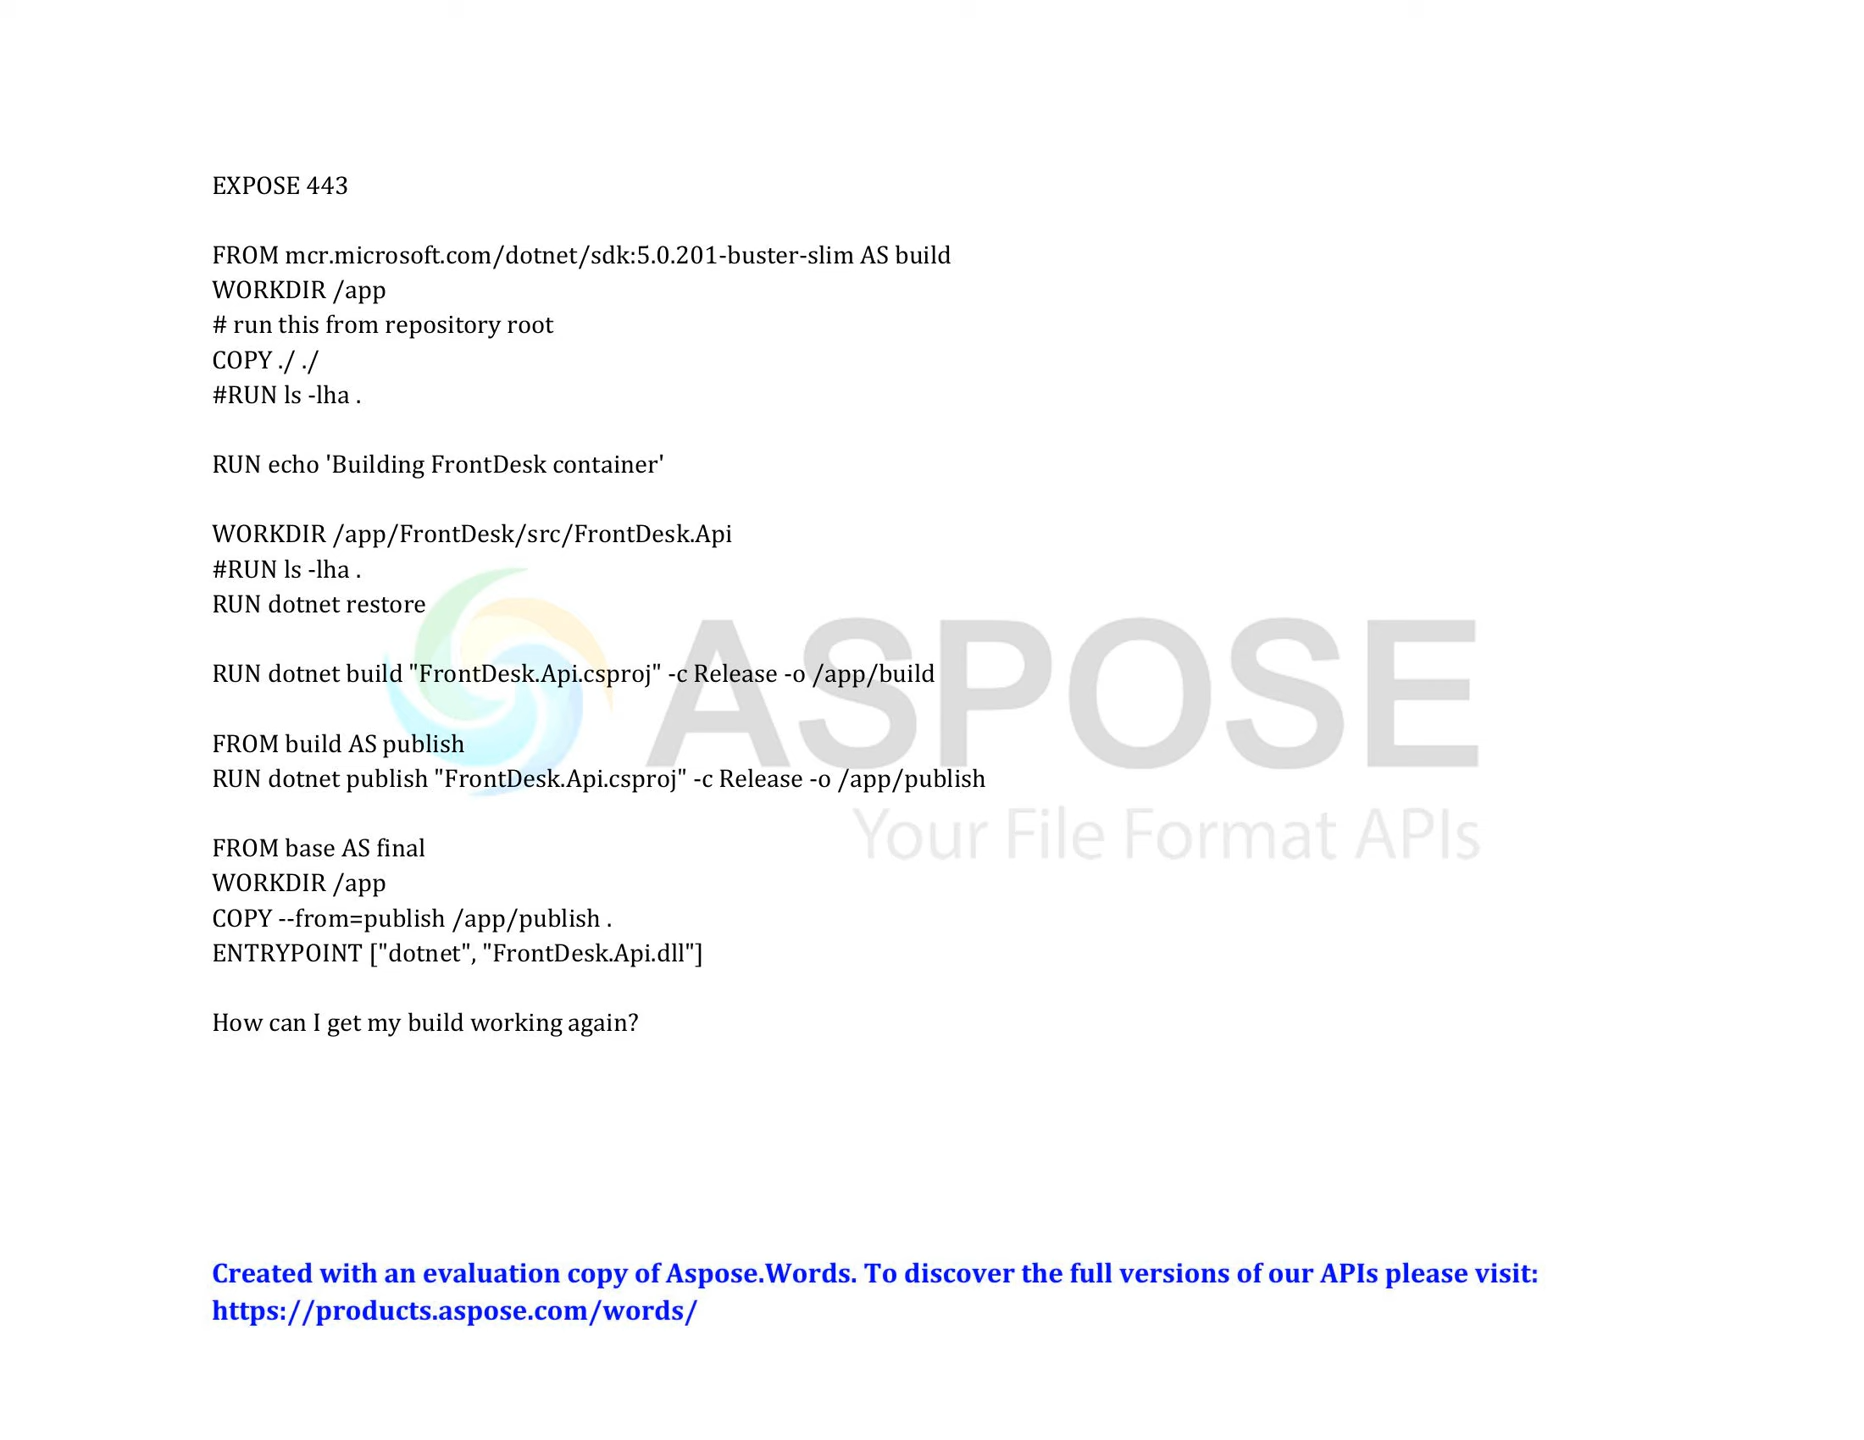 EXPOSE 443
FROM mcr.microsoft.com/dotnet/sdk:5.0.201-buster-slim AS build
WORKDIR /app
# run this from repository root
COPY ./ ./
#RUN ls -lha .
RUN echo 'Building FrontDesk container'
WORKDIR /app/FrontDesk/src/FrontDesk.Api
#RUN ls -lha .
RUN dotnet restore
RUN dotnet build "FrontDesk.Api.csproj" -c Release -o /app/build
FROM build AS publish
RUN dotnet publish "FrontDesk.Api.csproj" -c Release -o /app/publish
ASPOSE
Your File Format APIs
FROM base AS final
WORKDIR /app
COPY --from=publish /app/publish .
ENTRYPOINT ["dotnet", "FrontDesk.Api.dll"]
How can I get my build working again?
Created with an evaluation copy of Aspose.Words. To discover the full versions of our APIs please visit:
https://products.aspose.com/words/